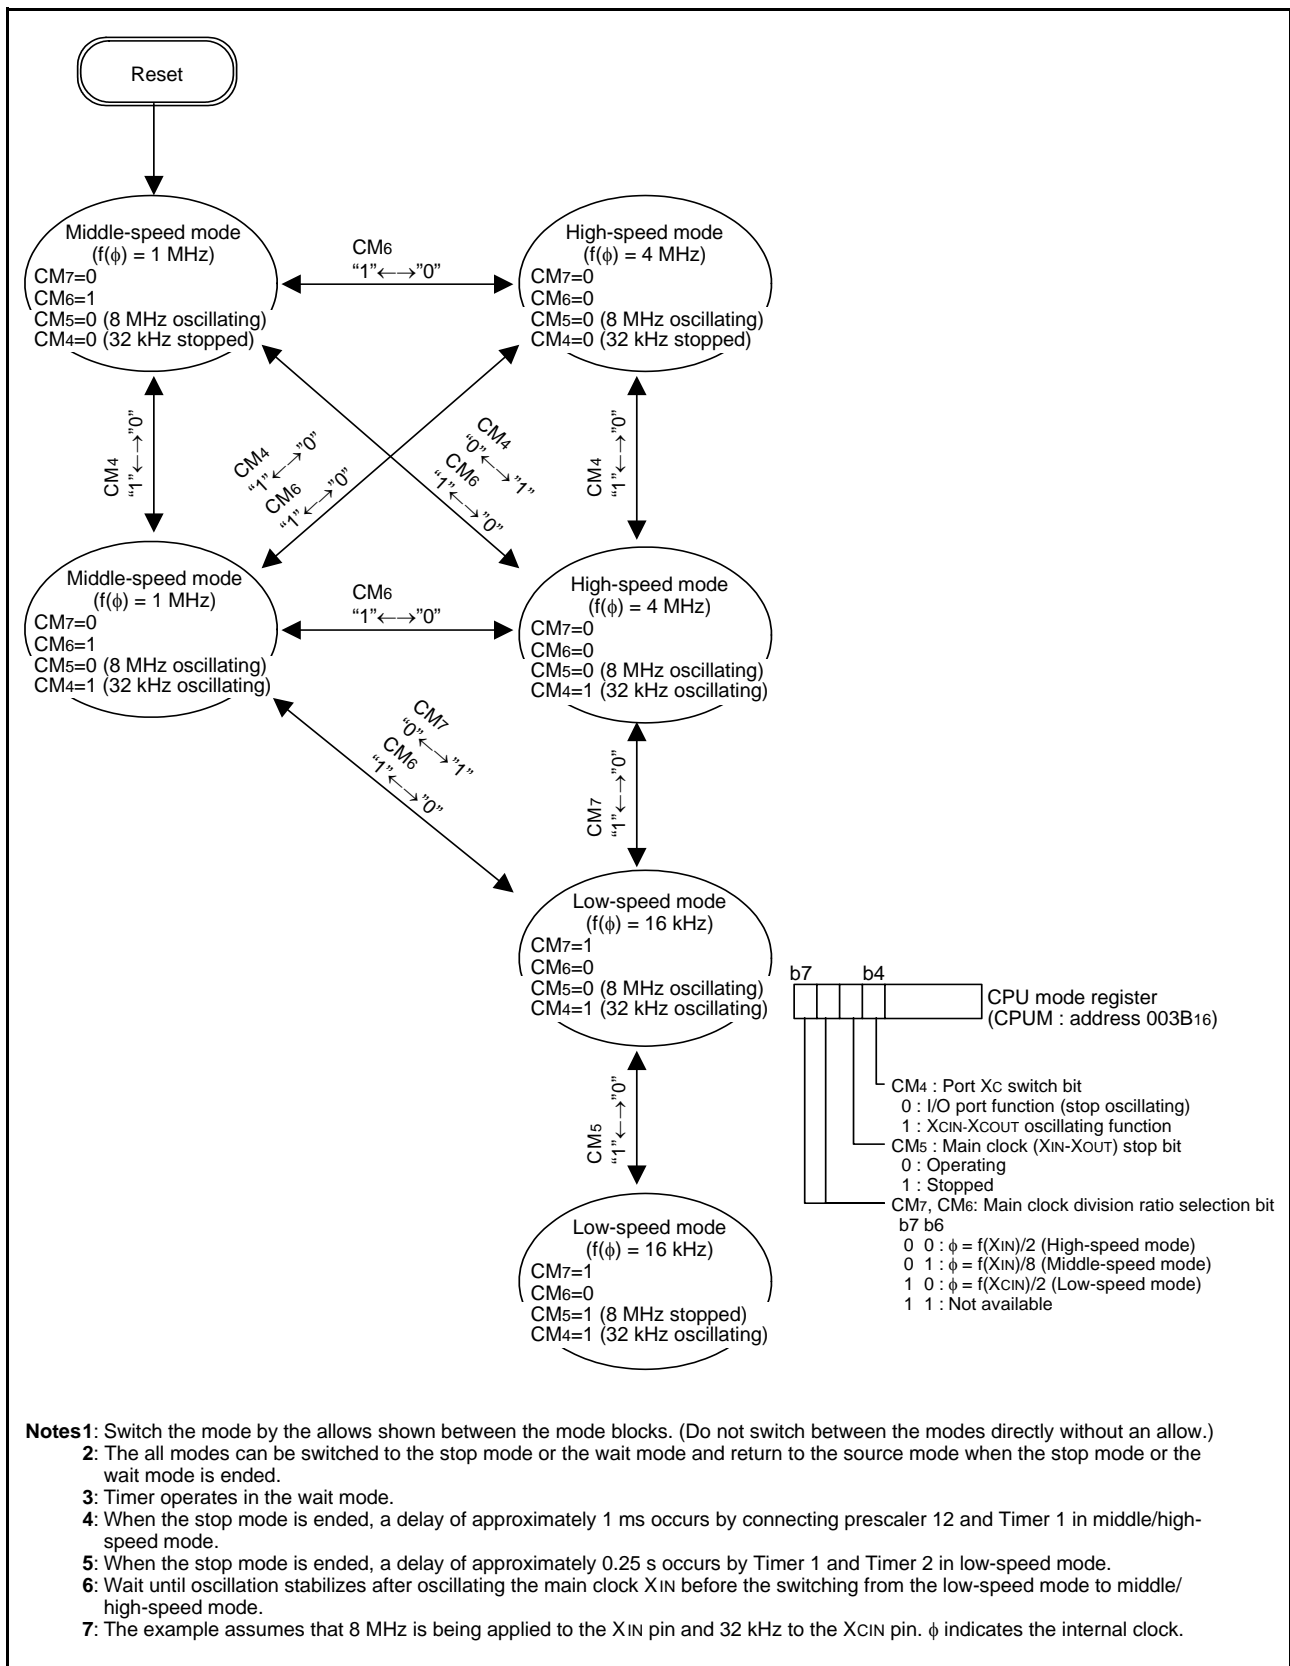 Reset
Middle-speed mode
(f(ϕ) = 1 MHz)
CM7=0
CM6=1
CM5=0 (8 MHz oscillating)
CM4=0 (32 kHz stopped)
CM6
“1”←→”0”
High-speed mode
(f(ϕ) = 4 MHz)
CM7=0
CM6=0
CM5=0 (8 MHz oscillating)
CM4=0 (32 kHz stopped)
CM4
“1”←→”0”
CM4
“1”←→”0”
CM6
“1”←→”0”
CM4
“0”←→”1”
CM6
“1”←→”0”
CM4
“1”←→”0”
Middle-speed mode
(f(ϕ) = 1 MHz)
CM7=0
CM6=1
CM5=0 (8 MHz oscillating)
CM4=1 (32 kHz oscillating)
CM6
“1”←→”0”
High-speed mode
(f(ϕ) = 4 MHz)
CM7=0
CM6=0
CM5=0 (8 MHz oscillating)
CM4=1 (32 kHz oscillating)
CM7
“0”←→”1”
CM6
“1”←→”0”
CM7
“1”←→”0”
Low-speed mode
(f(ϕ) = 16 kHz)
CM7=1
CM6=0
CM5=0 (8 MHz oscillating)
CM4=1 (32 kHz oscillating)
CM5
“1”←→”0”
Low-speed mode
(f(ϕ) = 16 kHz)
CM7=1
CM6=0
CM5=1 (8 MHz stopped)
CM4=1 (32 kHz oscillating)
b7 b4
CPU mode register
(CPUM : address 003B16)
CM4 : Port XC switch bit
0 : I/O port function (stop oscillating)
1 : XCIN-XCOUT oscillating function
CM5 : Main clock (XIN-XOUT) stop bit
0 : Operating
1 : Stopped
CM7, CM6: Main clock division ratio selection bit
b7 b6
0 0 : ϕ = f(XIN)/2 (High-speed mode)
0 1 : ϕ = f(XIN)/8 (Middle-speed mode)
1 0 : ϕ = f(XCIN)/2 (Low-speed mode)
1 1 : Not available
Notes1: Switch the mode by the allows shown between the mode blocks. (Do not switch between the modes directly without an allow.)
2: The all modes can be switched to the stop mode or the wait mode and return to the source mode when the stop mode or the
wait mode is ended.
3: Timer operates in the wait mode.
4: When the stop mode is ended, a delay of approximately 1 ms occurs by connecting prescaler 12 and Timer 1 in middle/high-
speed mode.
5: When the stop mode is ended, a delay of approximately 0.25 s occurs by Timer 1 and Timer 2 in low-speed mode.
6: Wait until oscillation stabilizes after oscillating the main clock XIN before the switching from the low-speed mode to middle/
high-speed mode.
7: The example assumes that 8 MHz is being applied to the XIN pin and 32 kHz to the XCIN pin. ϕ indicates the internal clock.